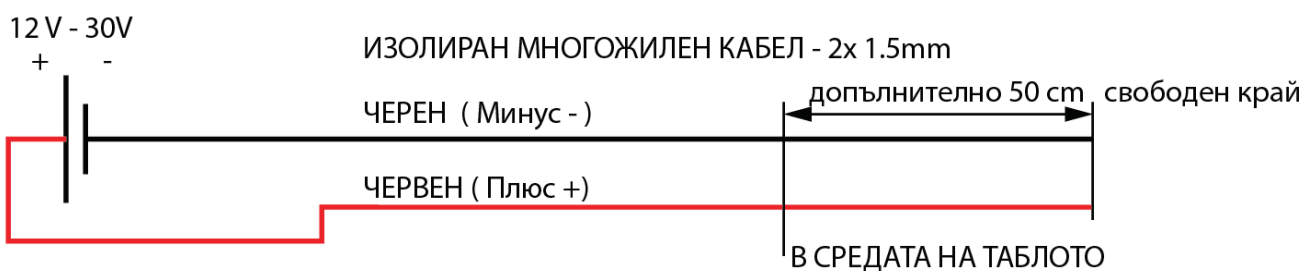 12 V - 30V
+ -
ИЗОЛИРАН МНОГОЖИЛЕН КАБЕЛ - 2x 1.5mm
допълнително 50 cm свободен край
ЧЕРЕН ( Минус - )
ЧЕРВЕН ( Плюс +)
В СРЕДАТА НА ТАБЛОТО